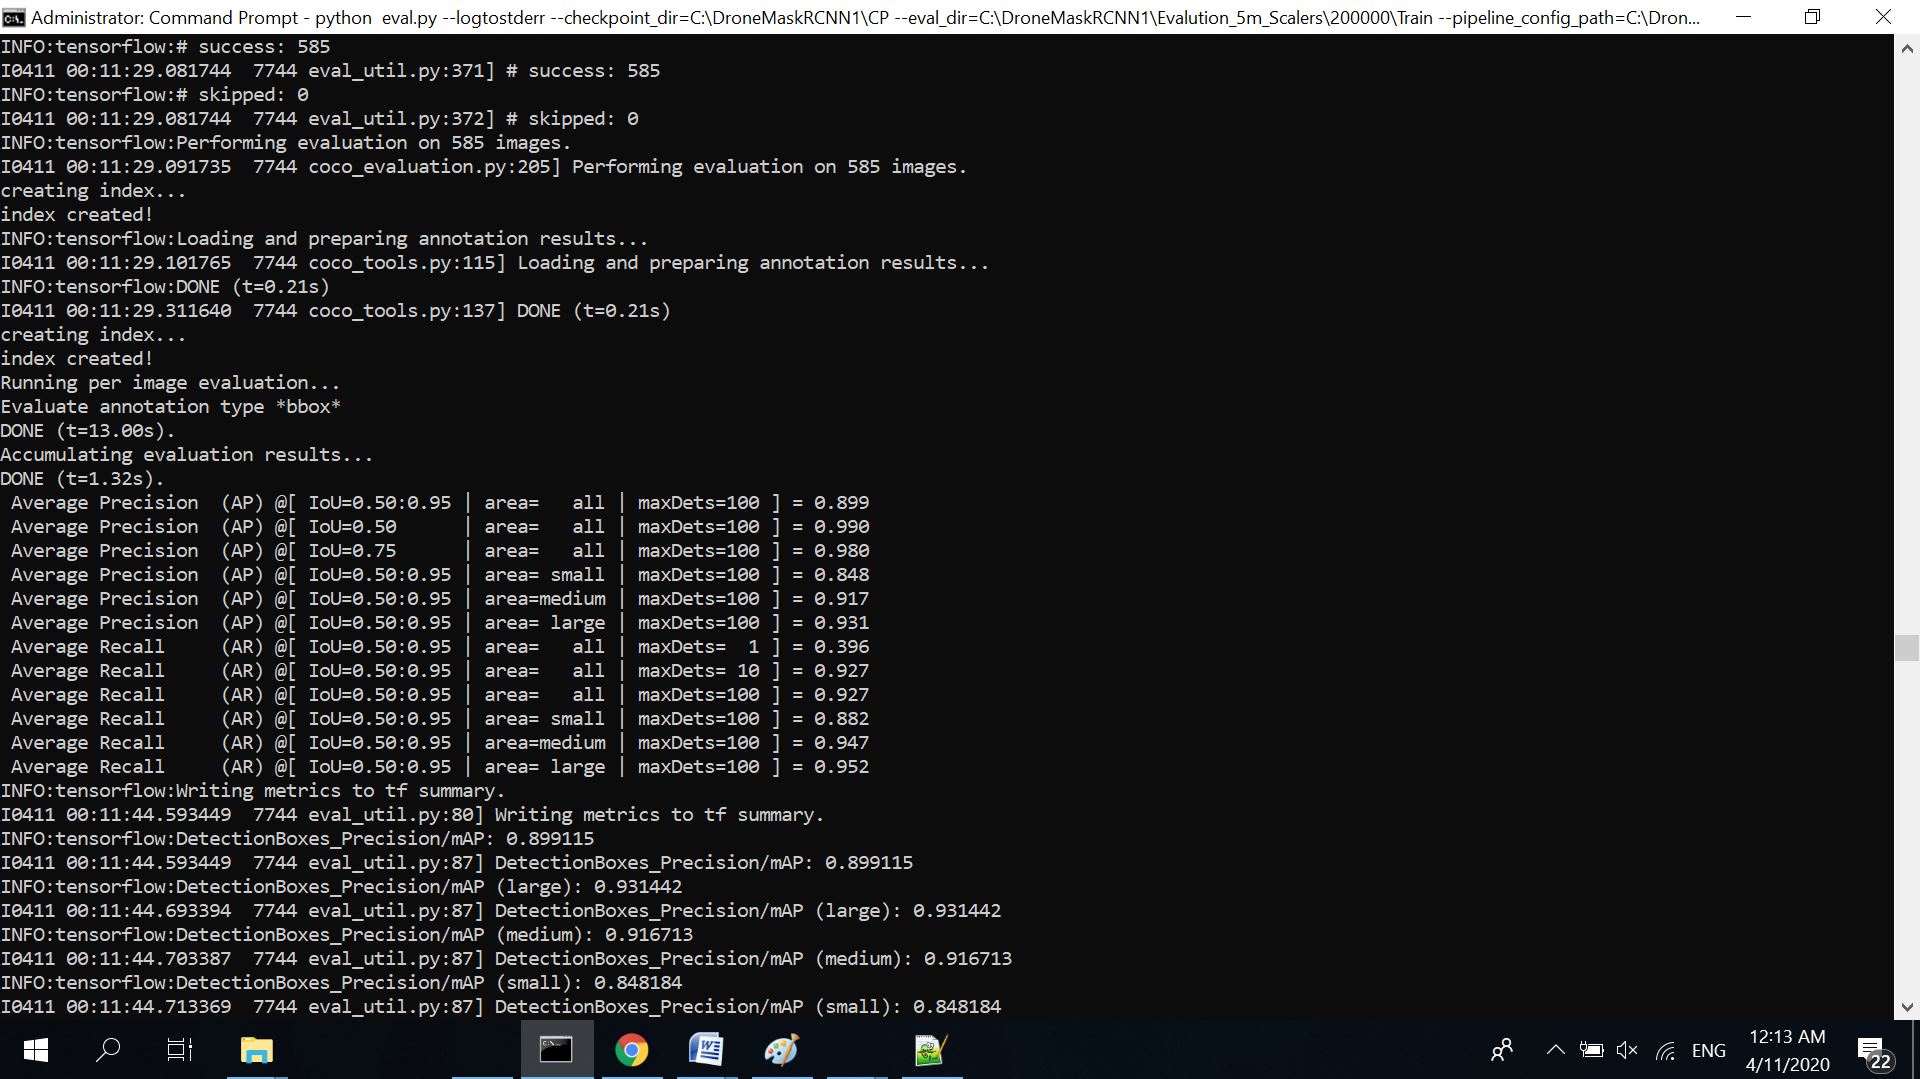 Administrator: Command Prompt - python  eval.py --logtostderr --checkpoint_dir=C:\DroneMaskRCNN1\CP --eval_dir=C:\DroneMaskRCNN1\Evalution_5m_Scalers\200000\Train --pipeline_config_path=C:\Dron...
INFO:tensorflow:# success: 585
I0411 00:11:29.081744  7744 eval_util.py:371] # success: 585
INFO:tensorflow:# skipped: 0
I0411 00:11:29.081744  7744 eval_util.py:372] # skipped: 0
INFO:tensorflow:Performing evaluation on 585 images.
I0411 00:11:29.091735  7744 coco_evaluation.py:205] Performing evaluation on 585 images.
creating index...
index created!
INFO:tensorflow:Loading and preparing annotation results...
I0411 00:11:29.101765  7744 coco_tools.py:115] Loading and preparing annotation results...
INFO:tensorflow:DONE (t=0.21s)
I0411 00:11:29.311640  7744 coco_tools.py:137] DONE (t=0.21s)
creating index...
index created!
Running per image evaluation...
Evaluate annotation type *bbox*
DONE (t=13.00s).
Accumulating evaluation results...
DONE (t=1.32s).
 Average Precision  (AP) @[ IoU=0.50:0.95 | area=   all | maxDets=100 ] = 0.899
 Average Precision  (AP) @[ IoU=0.50      | area=   all | maxDets=100 ] = 0.990
 Average Precision  (AP) @[ IoU=0.75      | area=   all | maxDets=100 ] = 0.980
 Average Precision  (AP) @[ IoU=0.50:0.95 | area= small | maxDets=100 ] = 0.848
 Average Precision  (AP) @[ IoU=0.50:0.95 | area=medium | maxDets=100 ] = 0.917
 Average Precision  (AP) @[ IoU=0.50:0.95 | area= large | maxDets=100 ] = 0.931
 Average Recall     (AR) @[ IoU=0.50:0.95 | area=   all | maxDets=  1 ] = 0.396
 Average Recall     (AR) @[ IoU=0.50:0.95 | area=   all | maxDets= 10 ] = 0.927
 Average Recall     (AR) @[ IoU=0.50:0.95 | area=   all | maxDets=100 ] = 0.927
 Average Recall     (AR) @[ IoU=0.50:0.95 | area= small | maxDets=100 ] = 0.882
 Average Recall     (AR) @[ IoU=0.50:0.95 | area=medium | maxDets=100 ] = 0.947
 Average Recall     (AR) @[ IoU=0.50:0.95 | area= large | maxDets=100 ] = 0.952
INFO:tensorflow:Writing metrics to tf summary.
I0411 00:11:44.593449  7744 eval_util.py:80] Writing metrics to tf summary.
INFO:tensorflow:DetectionBoxes_Precision/mAP: 0.899115
I0411 00:11:44.593449  7744 eval_util.py:87] DetectionBoxes_Precision/mAP: 0.899115
INFO:tensorflow:DetectionBoxes_Precision/mAP (large): 0.931442
I0411 00:11:44.693394  7744 eval_util.py:87] DetectionBoxes_Precision/mAP (large): 0.931442
INFO:tensorflow:DetectionBoxes_Precision/mAP (medium): 0.916713
I0411 00:11:44.703387  7744 eval_util.py:87] DetectionBoxes_Precision/mAP (medium): 0.916713
INFO:tensorflow:DetectionBoxes_Precision/mAP (small): 0.848184
I0411 00:11:44.713369  7744 eval_util.py:87] DetectionBoxes_Precision/mAP (small): 0.848184
ENG
12:13 AM
4/11/2020
22